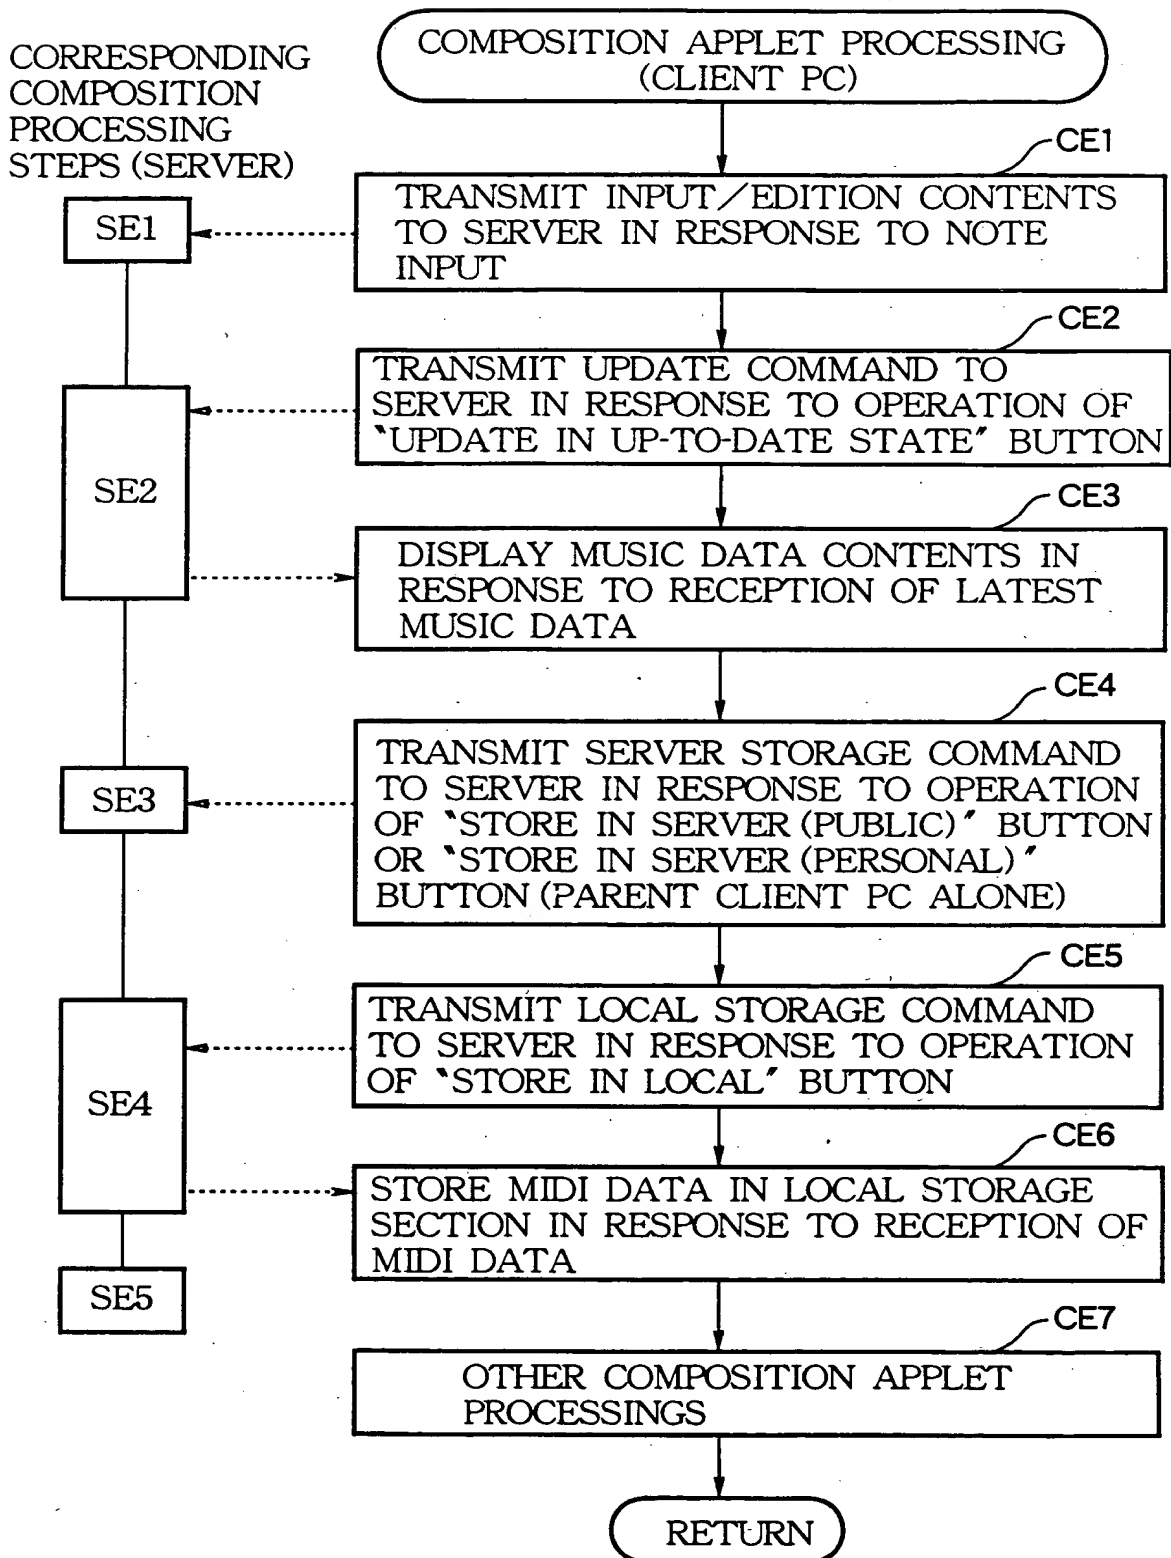 CORRESPONDING
COMPOSITION
PROCESSING
STEPS (SERVER)
COMPOSITION APPLET PROCESSING
(CLIENT PC)
CE1
TRANSMIT INPUT/EDITION CONTENTS
TO SERVER IN RESPONSE TO NOTE
INPUT
SE1
CE2
TRANSMIT UPDATE COMMAND TO
SERVER IN RESPONSE TO OPERATION OF
“UPDATE IN UP-TO-DATE STATE” BUTTON
SE2
CE3
DISPLAY MUSIC DATA CONTENTS IN
RESPONSE TO RECEPTION OF LATEST
MUSIC DATA
CE4
TRANSMIT SERVER STORAGE COMMAND
TO SERVER IN RESPONSE TO OPERATION
OF “STORE IN SERVER (PUBLIC)” BUTTON
OR “STORE IN SERVER (PERSONAL)”
BUTTON (PARENT CLIENT PC ALONE)
SE3
CE5
TRANSMIT LOCAL STORAGE COMMAND
TO SERVER IN RESPONSE TO OPERATION
OF “STORE IN LOCAL” BUTTON
SE4
CE6
STORE MIDI DATA IN LOCAL STORAGE
SECTION IN RESPONSE TO RECEPTION OF
MIDI DATA
SE5
CE7
OTHER COMPOSITION APPLET
PROCESSINGS
RETURN